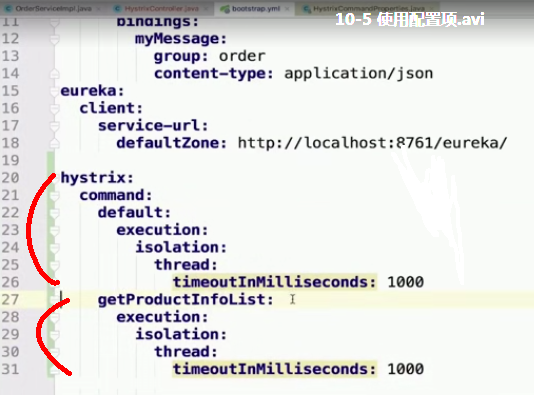 OrderServiceImpl.java HystrixController.java bootstrap.yml HystrixCommandProperties.java
10-5 使用配置项.avi
11 bindings:
12 myMessage:
13 group: order
14 content-type: application/json
15 eureka:
16 client:
17 service-url:
18 defaultZone: http://localhost:8761/eureka/
19
20 hystrix:
21 command:
22 default:
23 execution:
24 isolation:
25 thread:
26 timeoutInMilliseconds: 1000
27 getProductInfoList:
28 execution:
29 isolation:
30 thread:
31 timeoutInMilliseconds: 1000